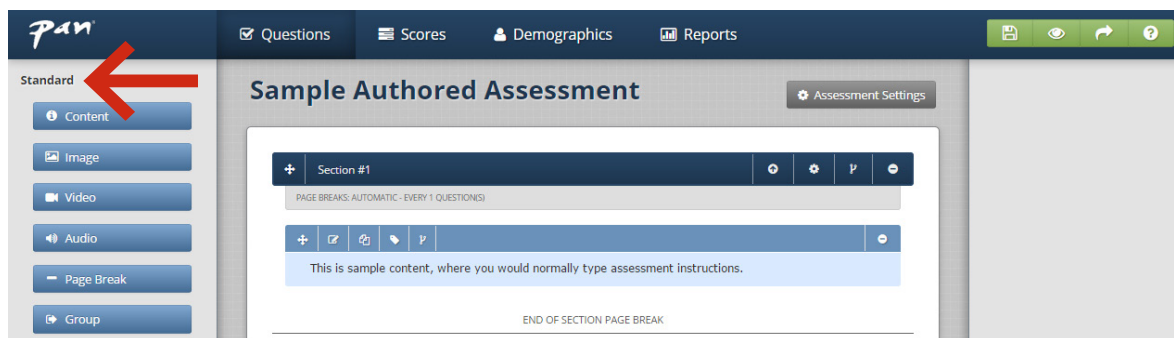 Pan
Questions
Scores
Demographics
Reports
Standard
Content
Image
Video
Audio
Page Break
Group
Sample Authored Assessment
Assessment Settings
Section #1
PAGE BREAKS: AUTOMATIC - EVERY 1 QUESTION(S)
This is sample content, where you would normally type assessment instructions.
END OF SECTION PAGE BREAK